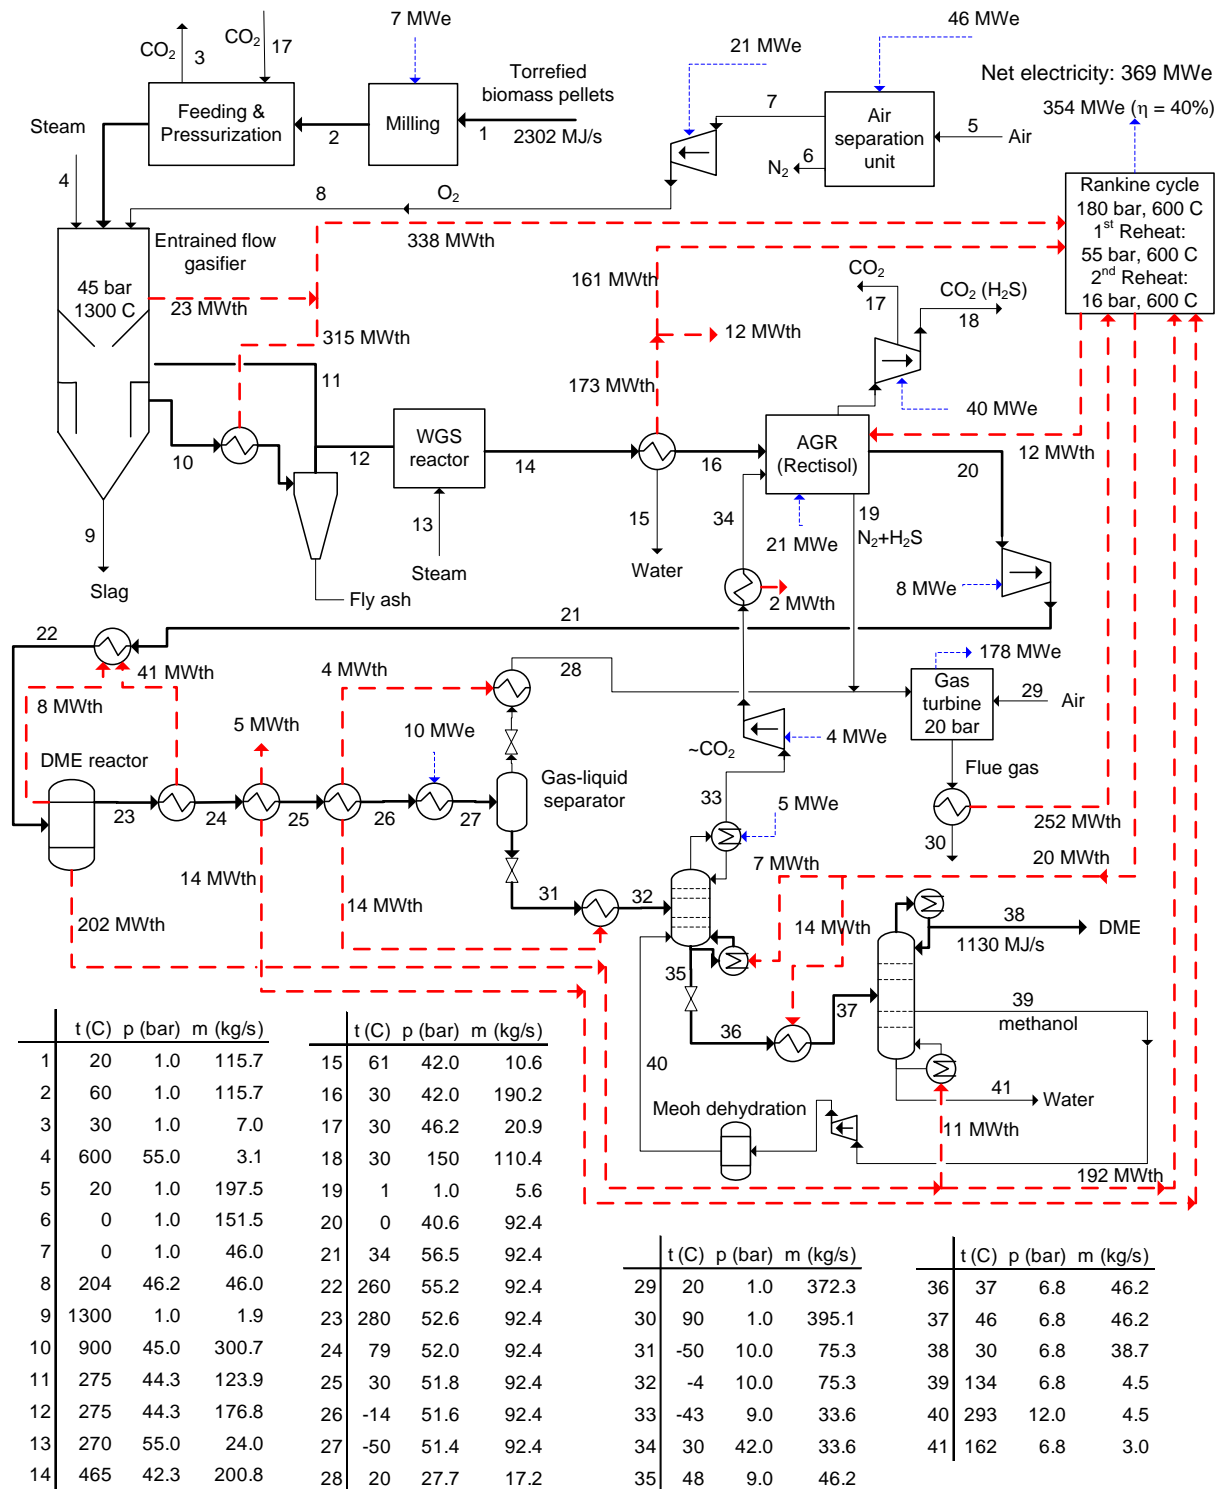 7 MWe
46 MWe
21 MWe
CO2
3
CO2
17
Net electricity: 369 MWe
354 MWe (η = 40%)
Torrefied
biomass pellets
1
2302 MJ/s
Milling
2
Feeding &
Pressurization
Steam
4
7
Air
separation
unit
5
Air
6
N2
8
O2
Rankine cycle
180 bar, 600 C
1st Reheat:
55 bar, 600 C
2nd Reheat:
16 bar, 600 C
Entrained flow
gasifier
45 bar
1300 C
338 MWth
23 MWth
315 MWth
161 MWth
12 MWth
173 MWth
CO2
17
CO2 (H2S)
18
40 MWe
12 MWth
11
10
12
WGS
reactor
14
16
AGR
(Rectisol)
20
9
Slag
Fly ash
13
Steam
15
Water
34
21 MWe
19
N2+H2S
8 MWe
2 MWth
21
22
41 MWth
8 MWth
4 MWth
28
178 MWe
Gas
turbine
20 bar
29
Air
5 MWth
10 MWe
DME reactor
Gas-liquid
separator
~CO2
4 MWe
Flue gas
33
5 MWe
252 MWth
30
23
24
25
26
27
20 MWth
7 MWth
14 MWth
14 MWth
31
32
202 MWth
14 MWth
38
DME
1130 MJ/s
35
37
39
methanol
36
40
41
Water
Meoh dehydration
11 MWth
192 MWth
t (C) p (bar) m (kg/s)
1 20 1.0 115.7
2 60 1.0 115.7
3 30 1.0 7.0
4 600 55.0 3.1
5 20 1.0 197.5
6 0 1.0 151.5
7 0 1.0 46.0
8 204 46.2 46.0
9 1300 1.0 1.9
10 900 45.0 300.7
11 275 44.3 123.9
12 275 44.3 176.8
13 270 55.0 24.0
14 465 42.3 200.8
t (C) p (bar) m (kg/s)
15 61 42.0 10.6
16 30 42.0 190.2
17 30 46.2 20.9
18 30 150 110.4
19 1 1.0 5.6
20 0 40.6 92.4
21 34 56.5 92.4
22 260 55.2 92.4
23 280 52.6 92.4
24 79 52.0 92.4
25 30 51.8 92.4
26 -14 51.6 92.4
27 -50 51.4 92.4
28 20 27.7 17.2
t (C) p (bar) m (kg/s)
29 20 1.0 372.3
30 90 1.0 395.1
31 -50 10.0 75.3
32 -4 10.0 75.3
33 -43 9.0 33.6
34 30 42.0 33.6
35 48 9.0 46.2
t (C) p (bar) m (kg/s)
36 37 6.8 46.2
37 46 6.8 46.2
38 30 6.8 38.7
39 134 6.8 4.5
40 293 12.0 4.5
41 162 6.8 3.0